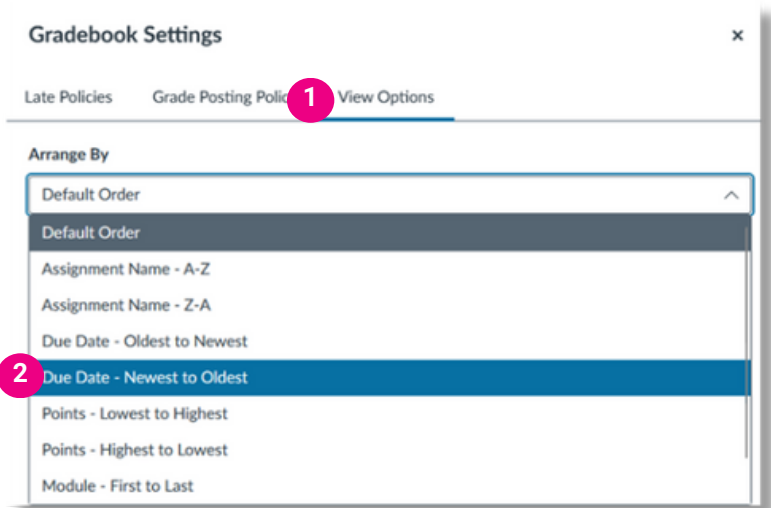 Gradebook Settings ×
Late Policies Grade Posting Polic 1 View Options
Arrange By
Default Order
Default Order
Assignment Name - A-Z
Assignment Name - Z-A
Due Date - Oldest to Newest
2 Due Date - Newest to Oldest
Points - Lowest to Highest
Points - Highest to Lowest
Module - First to Last